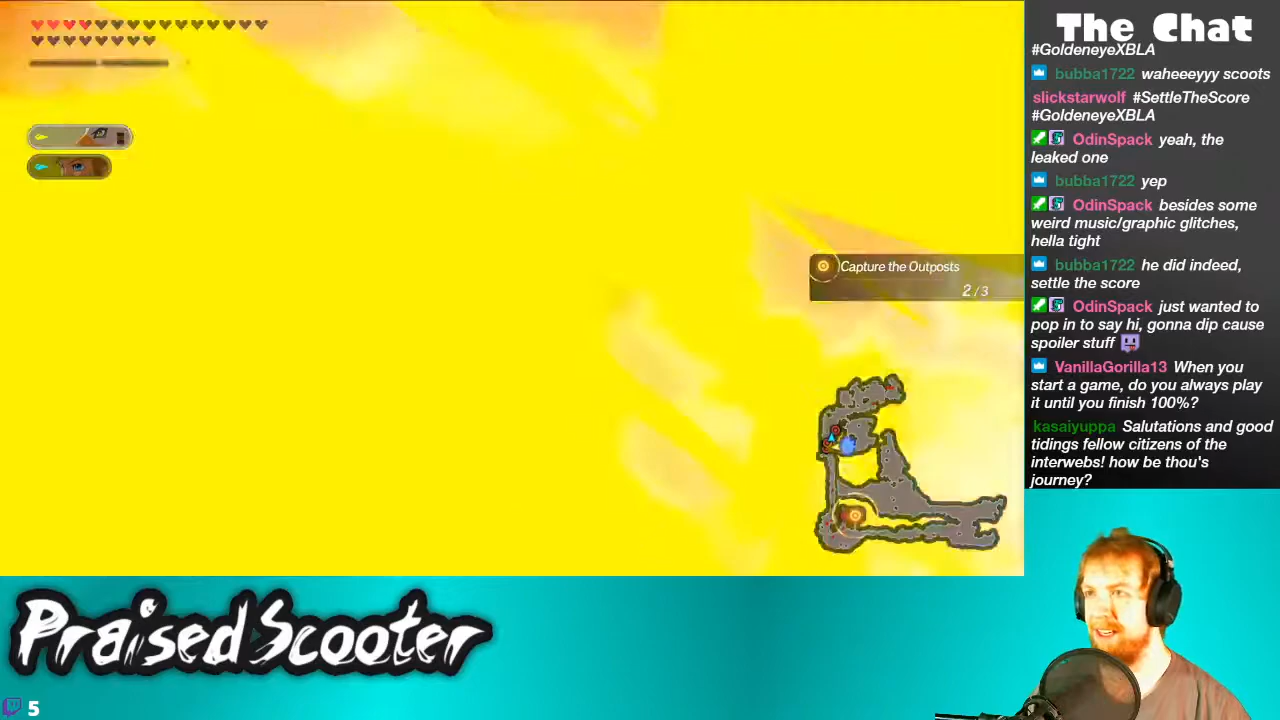 The Chat
#GoldeneyeXBLA
bubba1722 waheeeyyy scoots
slickstarwolf #SettleTheScore
#GoldeneyeXBLA
OdinSpack yeah, the
leaked one
bubba1722 yep
OdinSpack besides some
weird music/graphic glitches,
hella tight
bubba1722 he did indeed,
settle the score
OdinSpack just wanted to
pop in to say hi, gonna dip cause
spoiler stuff
VanillaGorilla13 When you
start a game, do you always play
it until you finish 100%?
kasaiyuppa Salutations and good
tidings fellow citizens of the
interwebs! how be thou's
journey?
Capture the Outposts
2/3
PraisedScooter
5